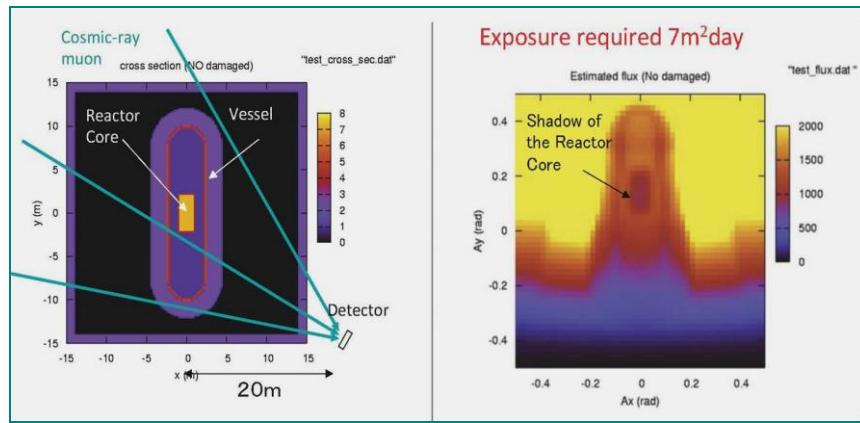 Cosmic-ray
muon
cross section (NO damaged)
"test_cross_sec.dat"
Reactor
Core
Vessel
Detector
15
10
5
0
-5
-10
-15
y (m)
-15
-10
-5
0
5
10
15
x (m)
8
7
6
5
4
3
2
1
0
20m
Exposure required 7m²day
Estimated flux (No damaged)
"test_flux.dat "
Shadow of
the Reactor
Core
0.4
0.2
0
-0.2
-0.4
Ay (rad)
-0.4
-0.2
0
0.2
0.4
Ax (rad)
2000
1500
1000
500
0